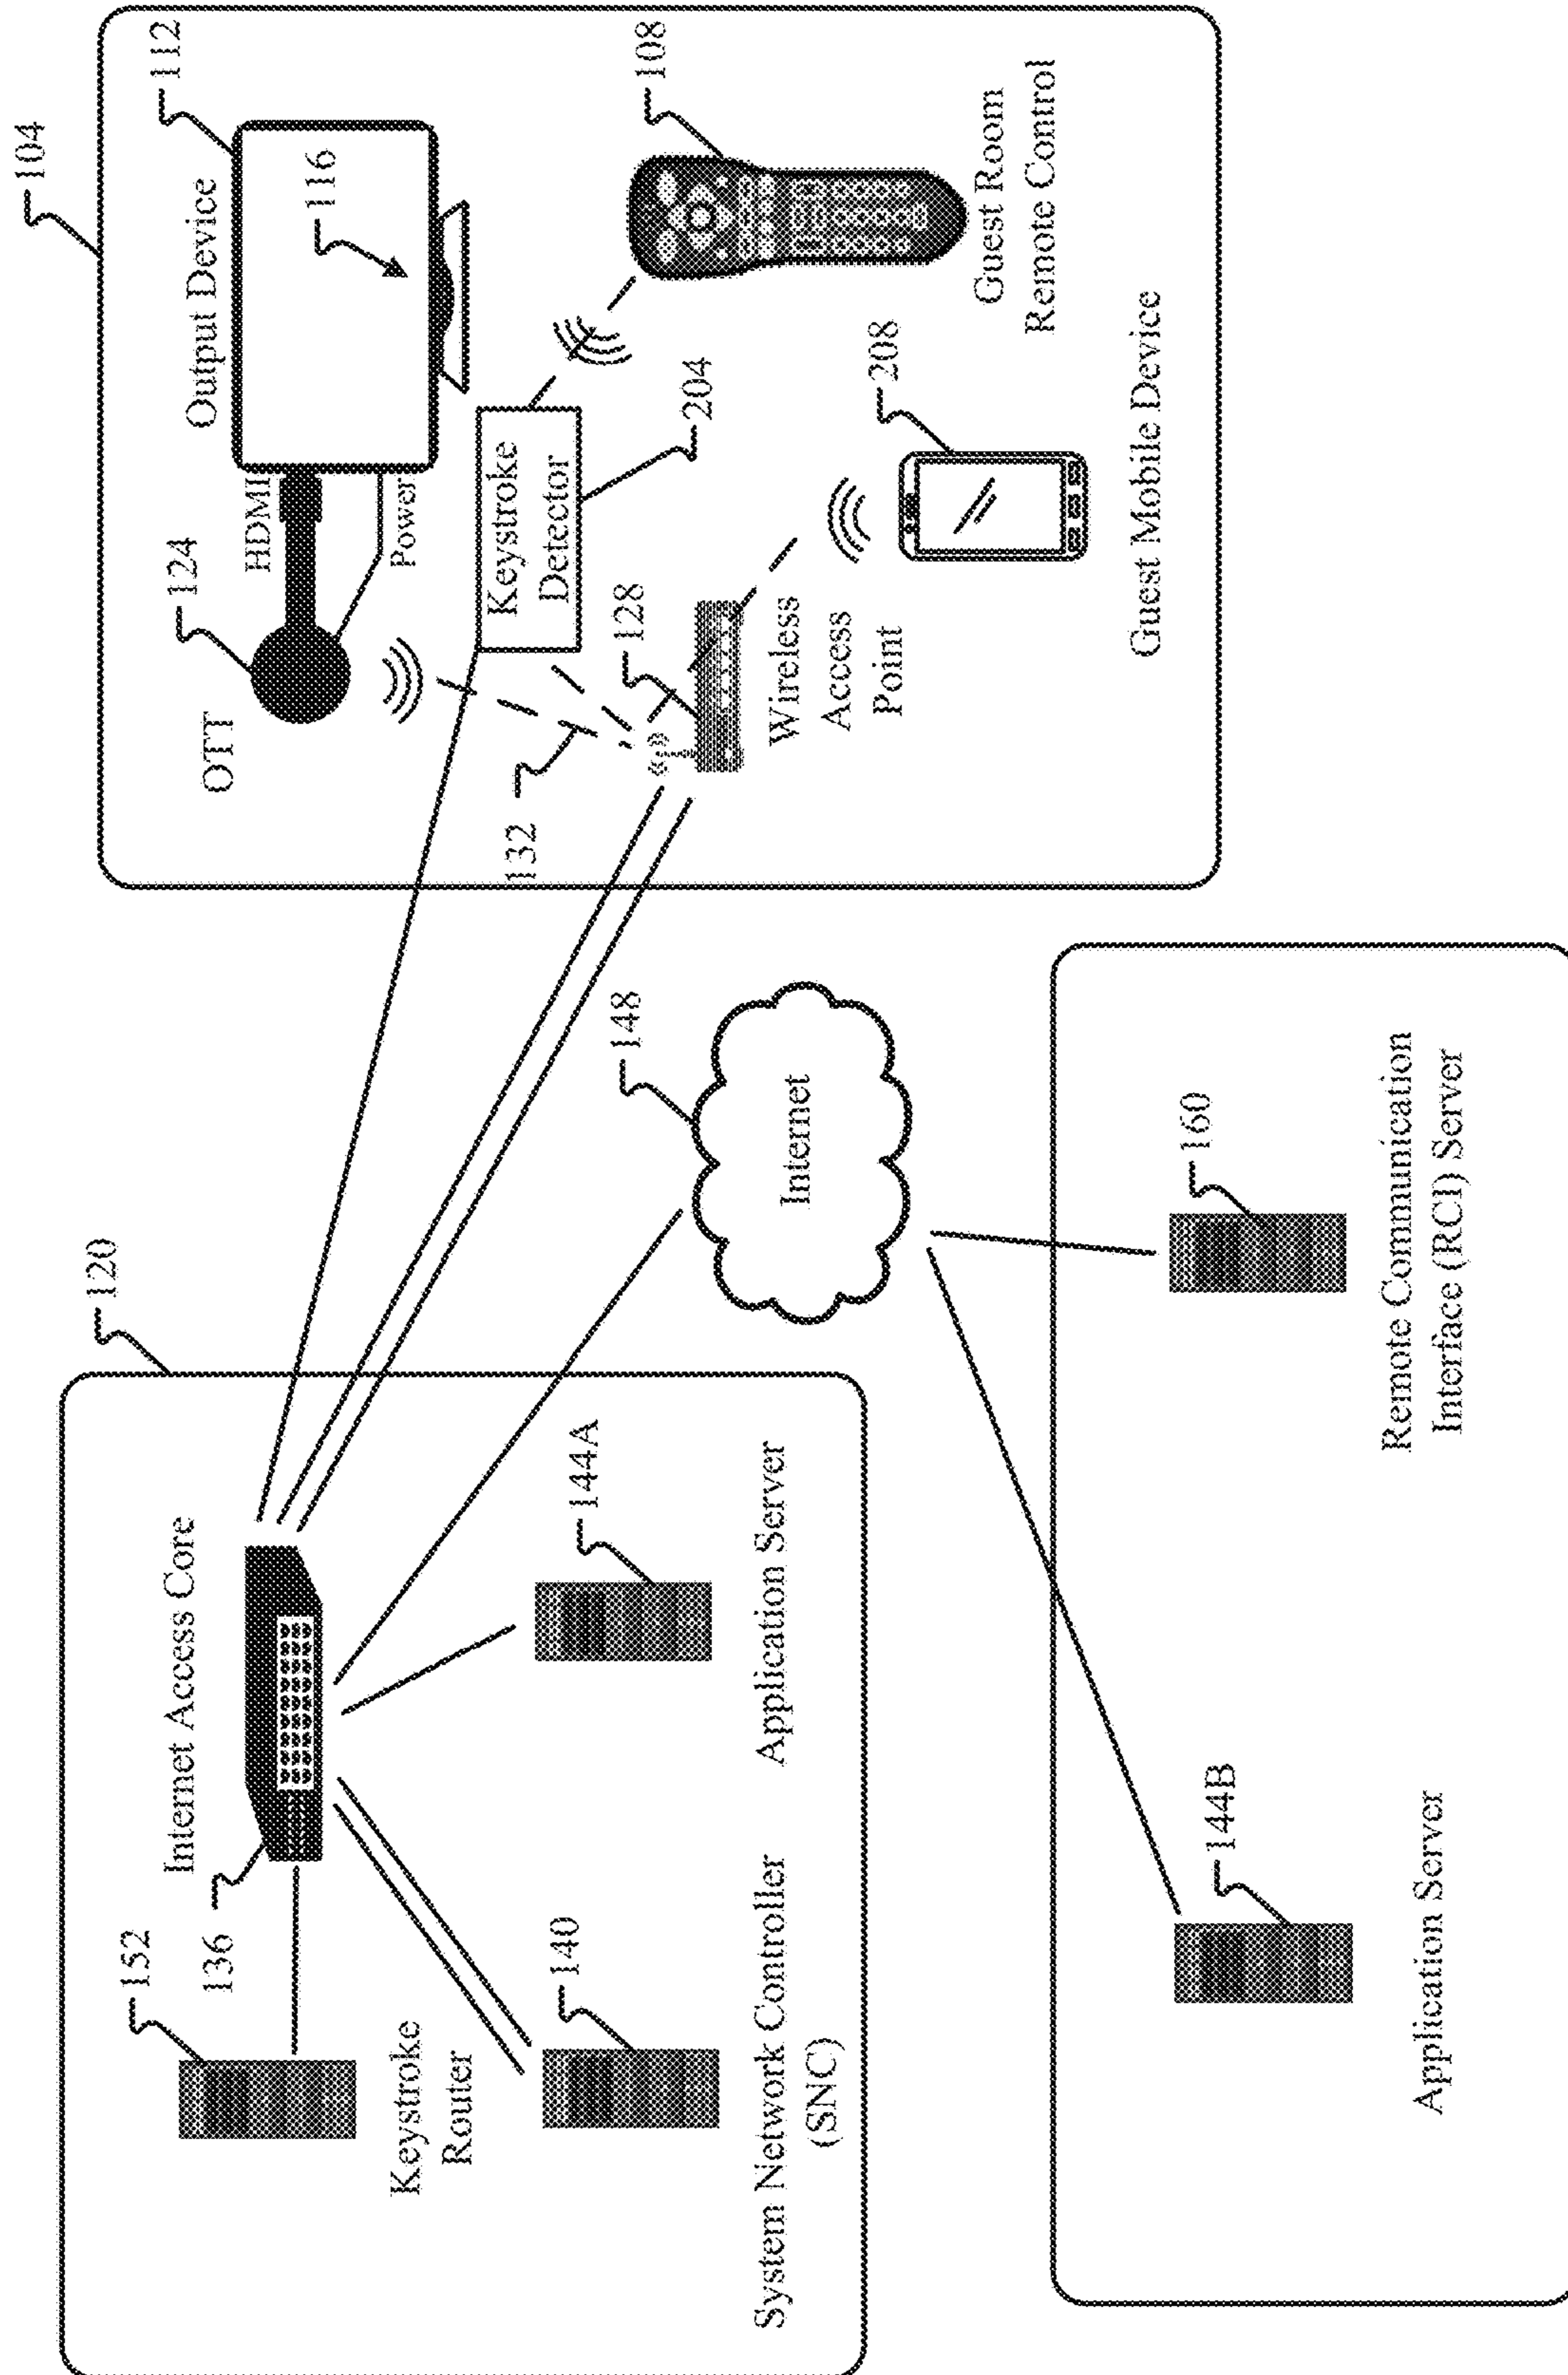 120
152
Internet Access Core
136
Keystroke
Router
140
144A
System Network Controller
(SNC)
Application Server
104
112
124
OTT
HDMI
Output Device
116
Power
Keystroke
Detector
108
132
128
204
Wireless
Access
Point
208
Guest Room
Remote Control
Guest Mobile Device
148
Internet
144B
160
Application Server
Remote Communication
Interface (RCI) Server